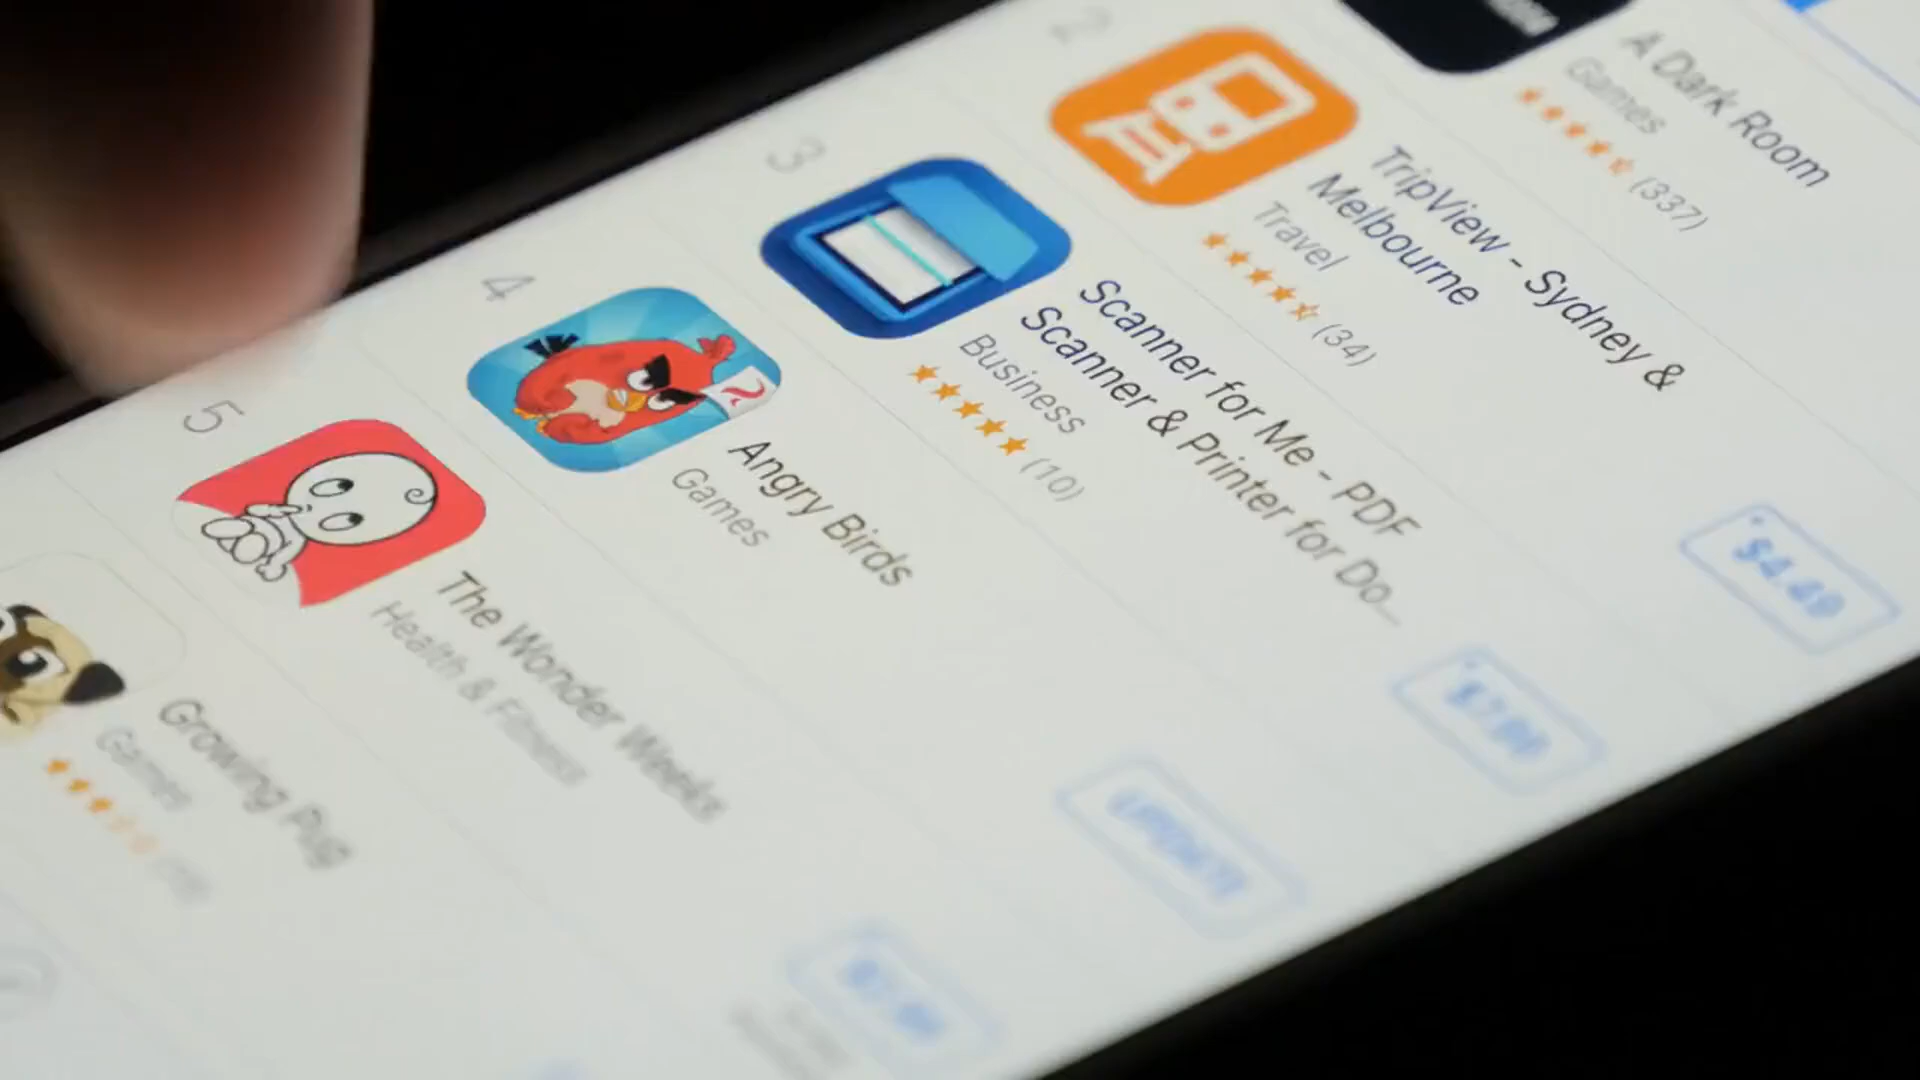 A Dark Room
Games
(337)
2
TripView - Sydney &
Melbourne
Travel
(34)
$4.49
3
Scanner for Me - PDF
Scanner & Printer for Do...
Business
(10)
4
Angry Birds
Games
UPDATE
5
The Wonder Weeks
Health & Fitness
Growing Pug
Games